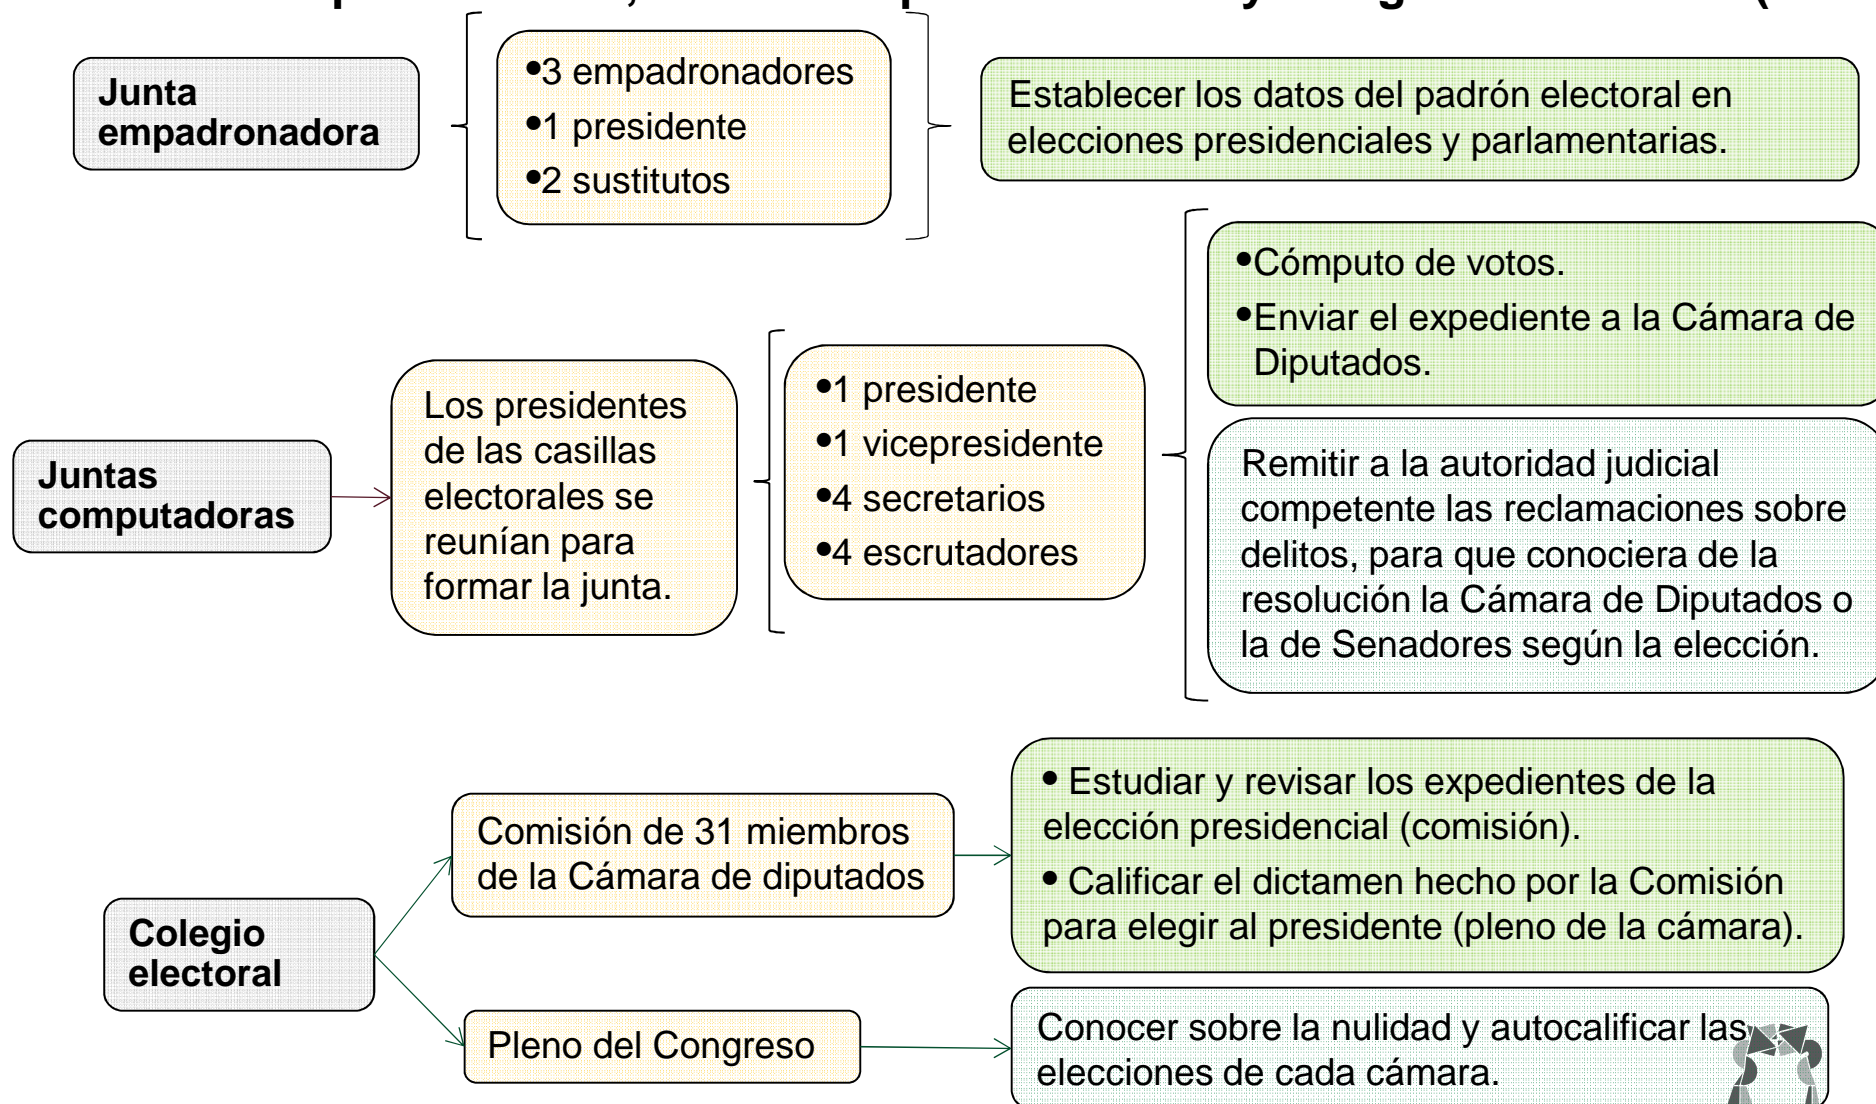 Junta
empadronadora
•3 empadronadores
•1 presidente
•2 sustitutos
Establecer los datos del padrón electoral en
elecciones presidenciales y parlamentarias.
Juntas
computadoras
Los presidentes
de las casillas
electorales se
reunían para
formar la junta.
•1 presidente
•1 vicepresidente
•4 secretarios
•4 escrutadores
•Cómputo de votos.
•Enviar el expediente a la Cámara de
Diputados.
Remitir a la autoridad judicial
competente las reclamaciones sobre
delitos, para que conociera de la
resolución la Cámara de Diputados o
la de Senadores según la elección.
Colegio
electoral
Comisión de 31 miembros
de la Cámara de diputados
• Estudiar y revisar los expedientes de la
elección presidencial (comisión).
• Calificar el dictamen hecho por la Comisión
para elegir al presidente (pleno de la cámara).
Pleno del Congreso
Conocer sobre la nulidad y autocalificar las
elecciones de cada cámara.